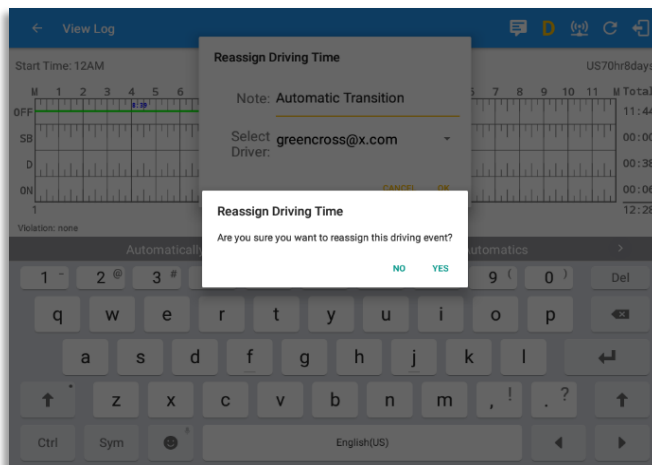 View Log
D
Start Time: 12AM
US70hr8days
Reassign Driving Time
Note: Automatic Transition
Select Driver: greencross@x.com
CANCEL OK
M 1 2 3 4 5 6 7 8 9 10 11 M Total
OFF 11:44
SB 00:00
D 00:38
ON 00:06
1 12:28
Violation: none
Reassign Driving Time
Are you sure you want to reassign this driving event?
NO YES
Automatically utomatics
1 - 2 @ 3 # 9 ( 0 ) Del
q w e r t y u i o p
a s d f g h j k l
z x c v b n m , ! . ?
Ctrl Sym English(US)